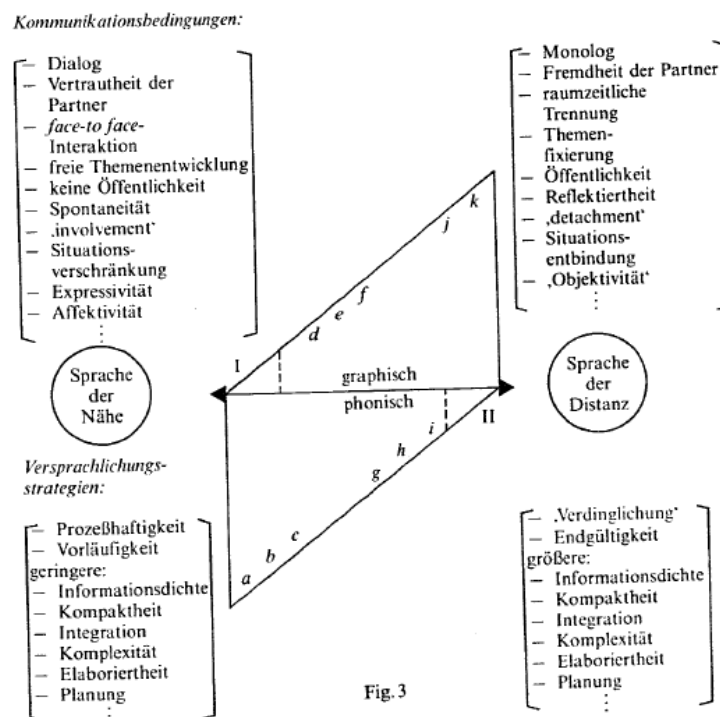 Kommunikationsbedingungen:
– Dialog
– Vertrautheit der
Partner
– face-to face-
Interaktion
– freie Themenentwicklung
– keine Öffentlichkeit
– Spontaneität
– ‚involvement‘
– Situations-
verschränkung
– Expressivität
– Affektivität
⋮
– Monolog
– Fremdheit der Partner
– raumzeitliche
Trennung
– Themen-
fixierung
– Öffentlichkeit
– Reflektiertheit
– ‚detachment‘
– Situations-
entbindung
– ‚Objektivität‘
⋮
k
j
f
e
d
I
Sprache
der
Nähe
graphisch
phonisch
Sprache
der
Distanz
II
i
h
g
c
b
a
Versprachlichungs-
strategien:
– Prozeßhaftigkeit
– Vorläufigkeit
geringere:
– Informationsdichte
– Kompaktheit
– Integration
– Komplexität
– Elaboriertheit
– Planung
⋮
– ‚Verdinglichung‘
– Endgültigkeit
größere:
– Informationsdichte
– Kompaktheit
– Integration
– Komplexität
– Elaboriertheit
– Planung
⋮
Fig. 3